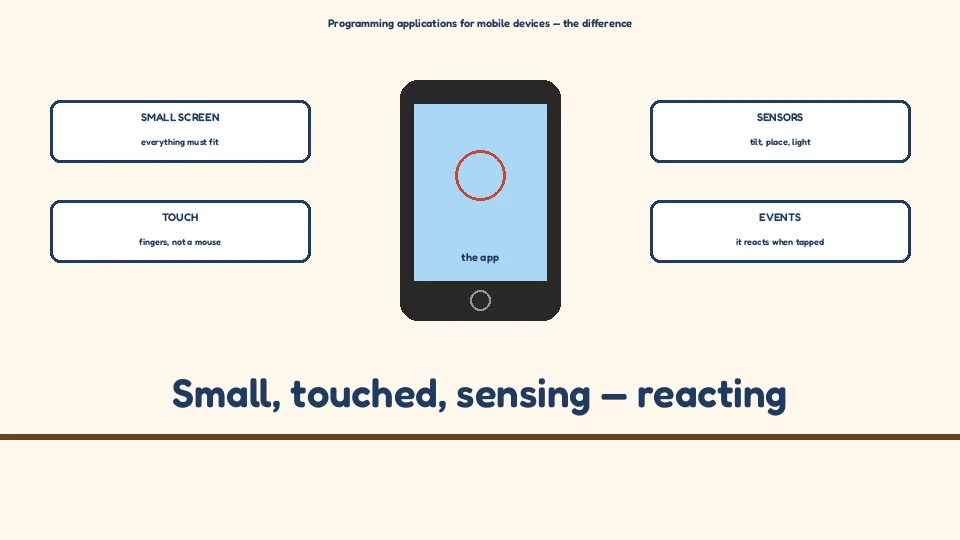 Programming applications for mobile devices — the difference
SMALL SCREEN
everything must fit
TOUCH
fingers, not a mouse
the app
SENSORS
tilt, place, light
EVENTS
it reacts when tapped
Small, touched, sensing — reacting